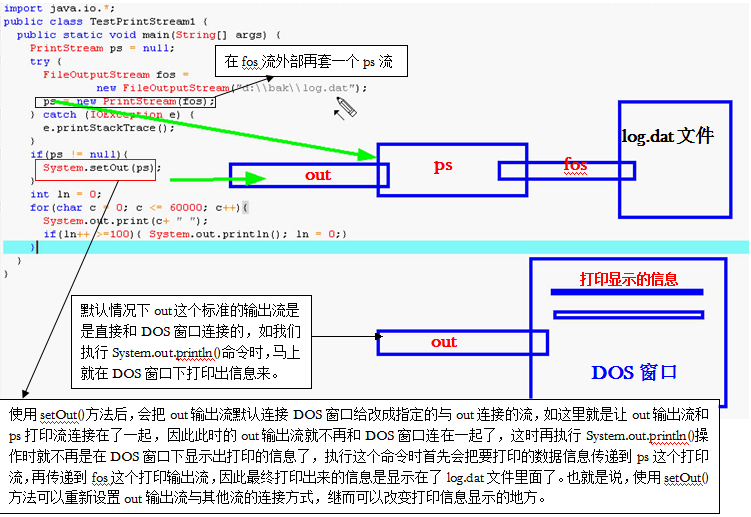 import java.io.*;
public class TestPrintStream1 {
public static void main(String[] args) {
PrintStream ps = null;
try {
FileOutputStream fos =
new FileOutputStream("d:\\bak\\log.dat");
ps = new PrintStream(fos);
} catch (IOException e) {
e.printStackTrace();
}
if(ps != null){
System.setOut(ps);
}
int ln = 0;
for(char c = 0; c <= 60000; c++){
System.out.print(c+ " ");
if(ln++ >=100){ System.out.println(); ln = 0;}
}
}
}
在 fos 流外部再套一个 ps 流
out
ps
fos
log.dat 文件
默认情况下 out 这个标准的输出流是
是直接和 DOS 窗口连接的，如我们
执行 System.out.println()命令时，马上
就在 DOS 窗口下打印出信息来。
out
打印显示的信息
DOS 窗口
使用 setOut()方法后，会把 out 输出流默认连接 DOS 窗口给改成指定的与 out 连接的流，如这里就是让 out 输出流和
ps 打印流连接在了一起，因此此时的 out 输出流就不再和 DOS 窗口连在一起了，这时再执行 System.out.println()操
作时就不再是在 DOS 窗口下显示出打印的信息了，执行这个命令时首先会把要打印的数据信息传递到 ps 这个打印
流，再传递到 fos 这个打印输出流，因此最终打印出来的信息是显示在了 log.dat 文件里面了。也就是说，使用 setOut()
方法可以重新设置 out 输出流与其他流的连接方式，继而可以改变打印信息显示的地方。